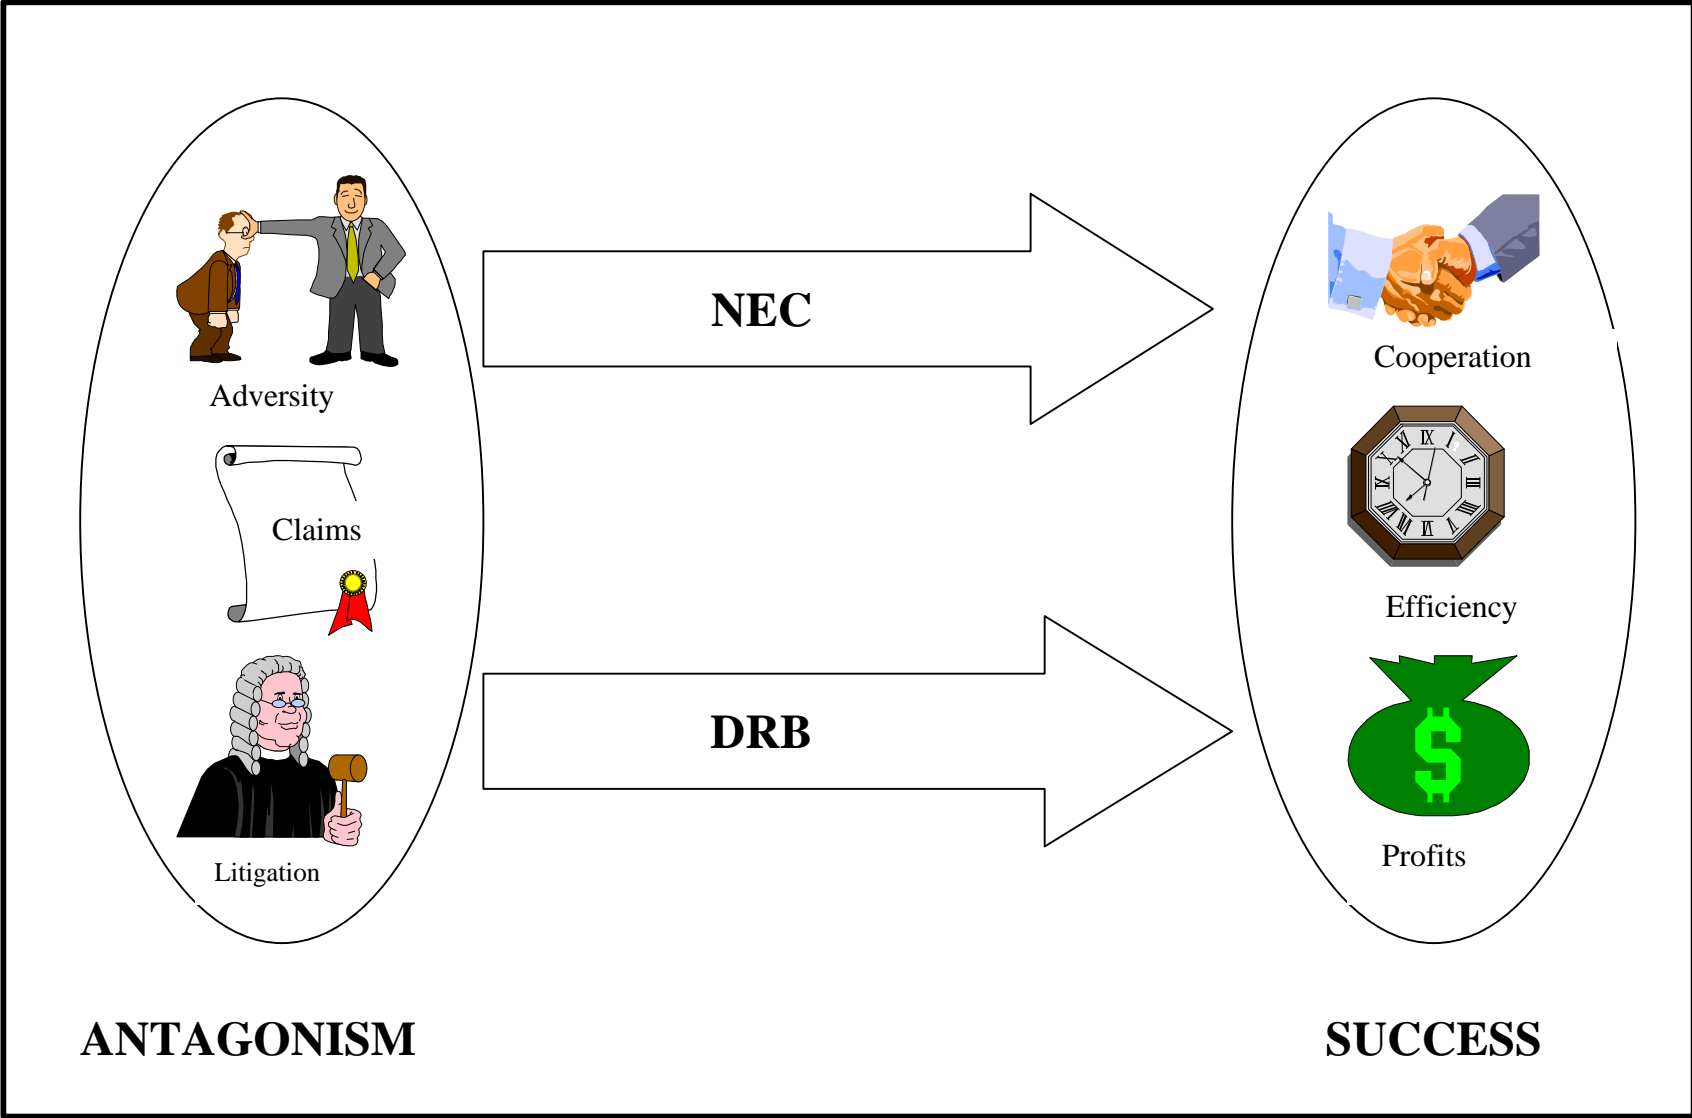 Adversity
Claims
Litigation
NEC
DRB
Cooperation
Efficiency
$
Profits
ANTAGONISM
SUCCESS